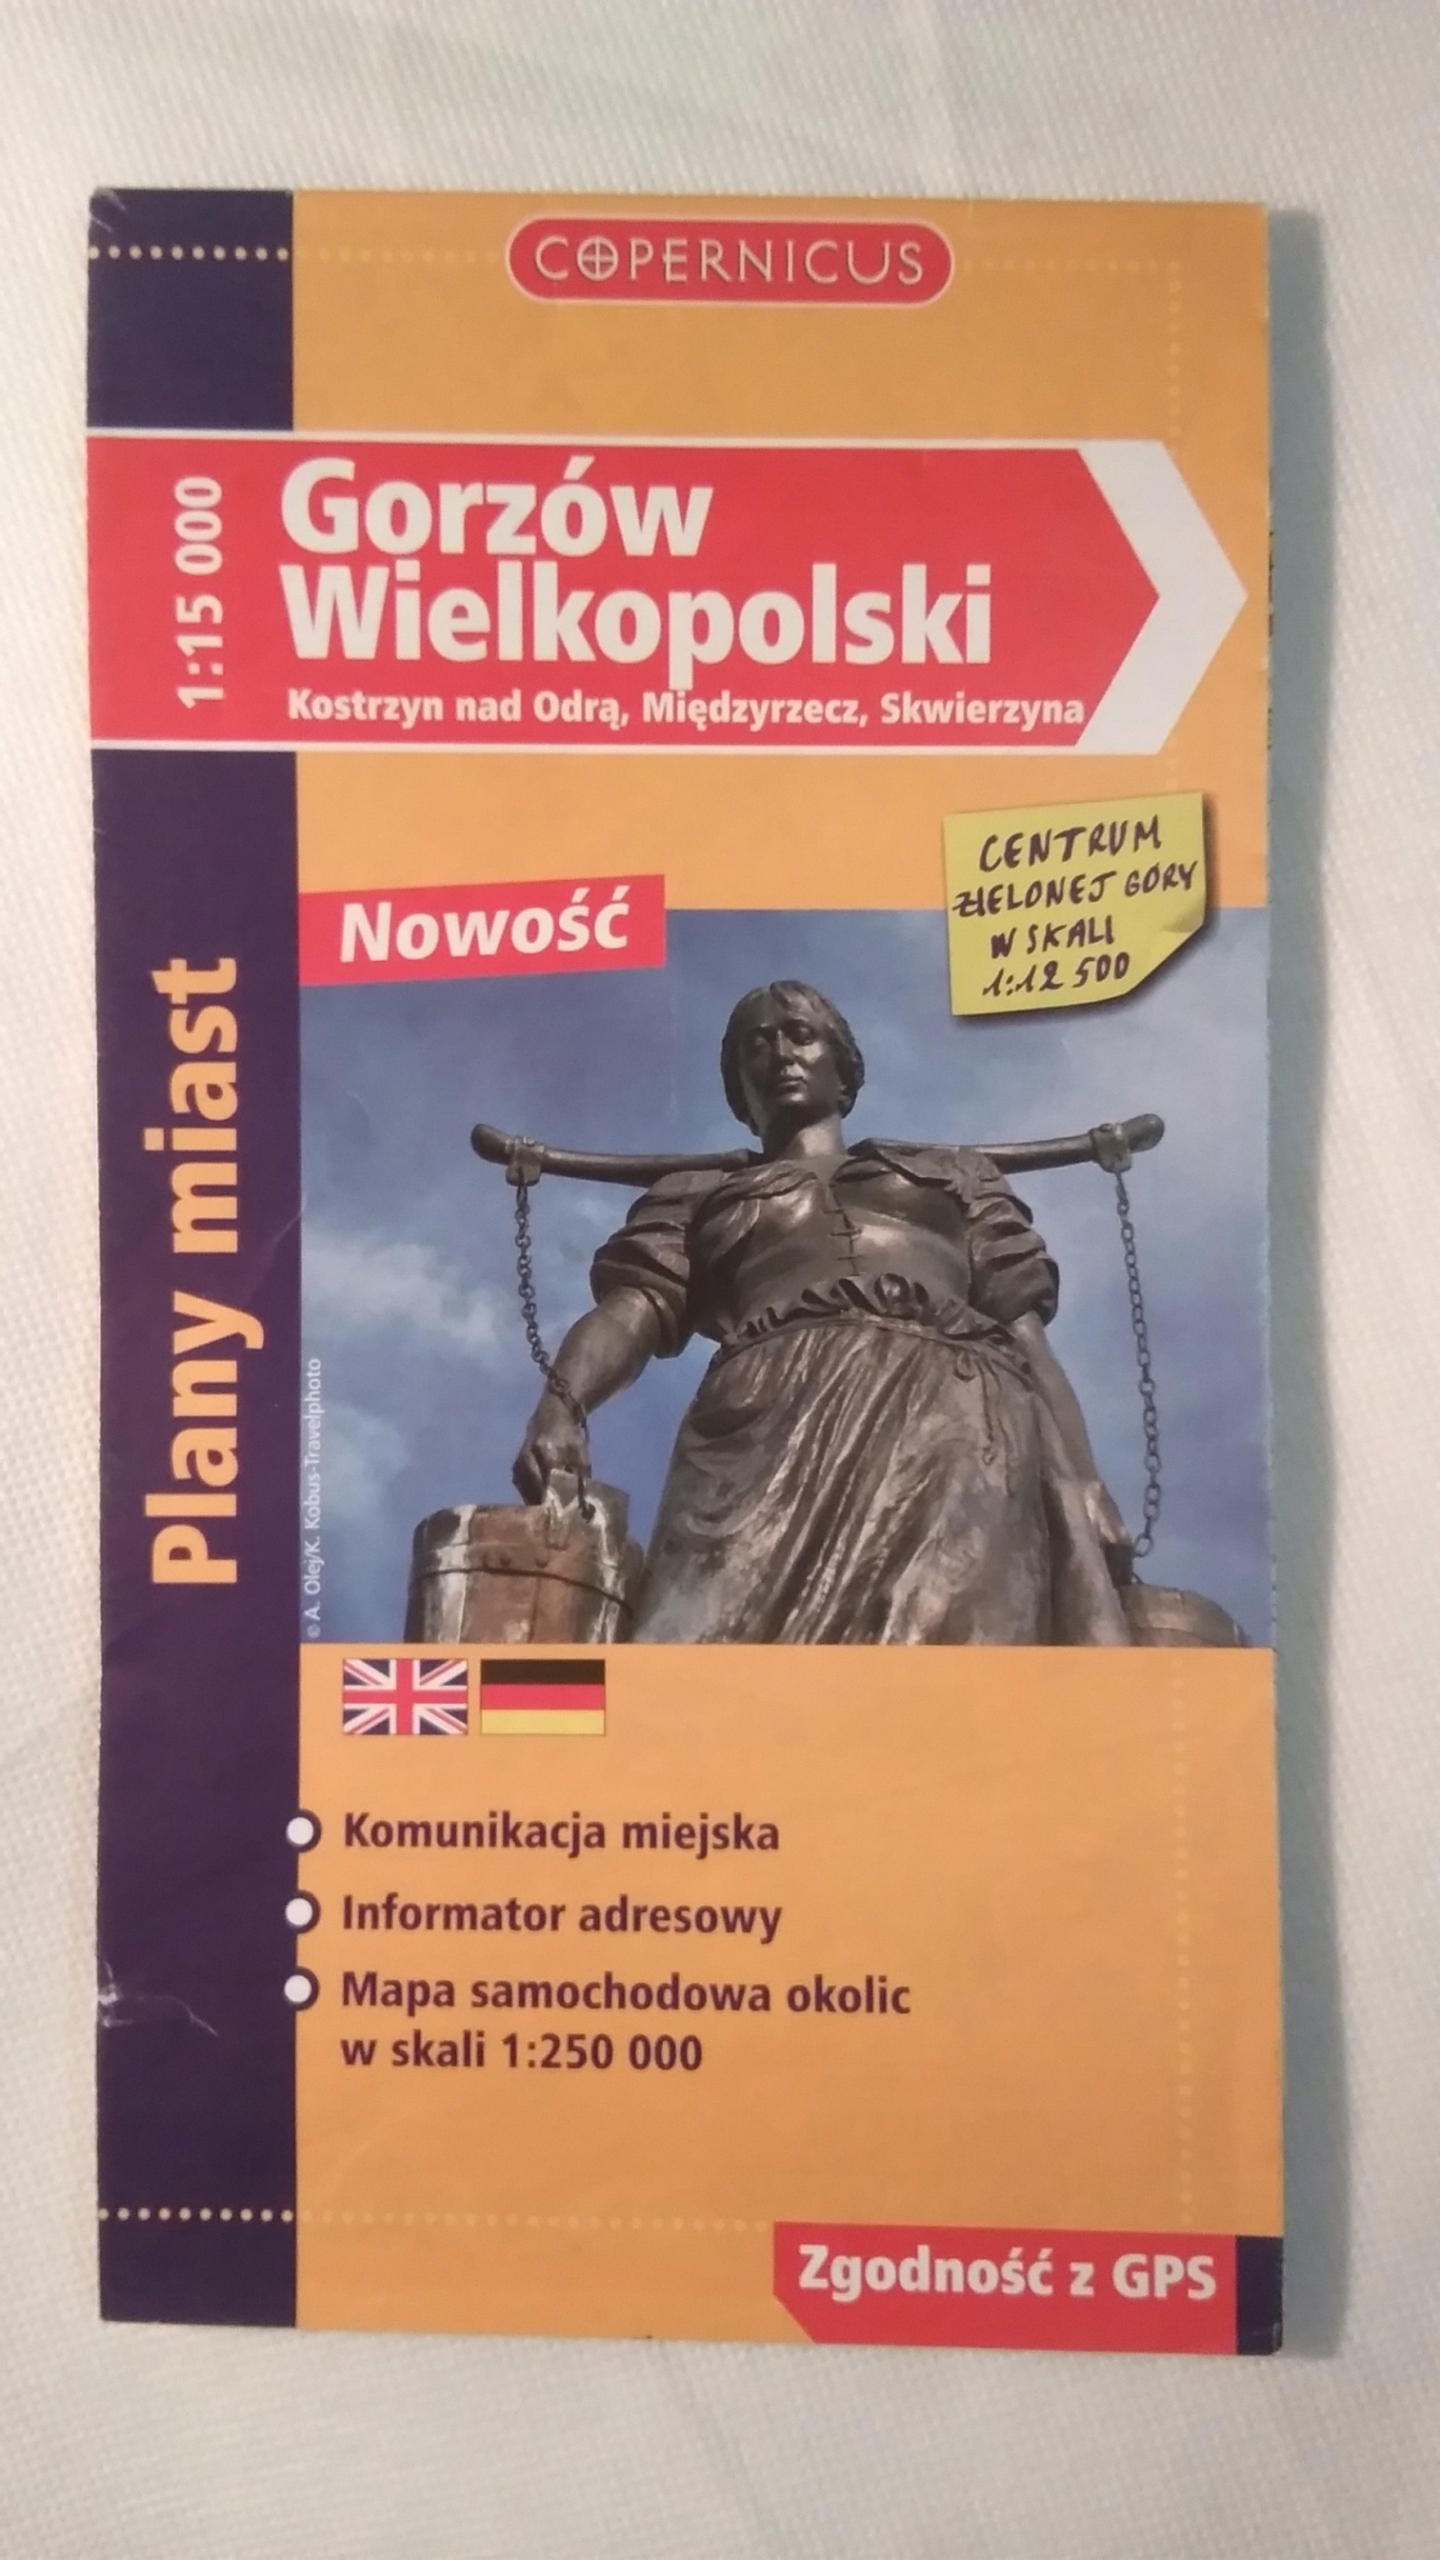 COPERNICUS
1:15 000
Gorzów
Wielkopolski
Kostrzyn nad Odrą, Międzyrzecz, Skwierzyna
CENTRUM
ZIELONEJ GÓRY
W SKALI
1:12 500
Nowość
Plany miast
© A. Olej/K. Kobus-Travelphoto
Komunikacja miejska
Informator adresowy
Mapa samochodowa okolic
w skali 1:250 000
Zgodność z GPS